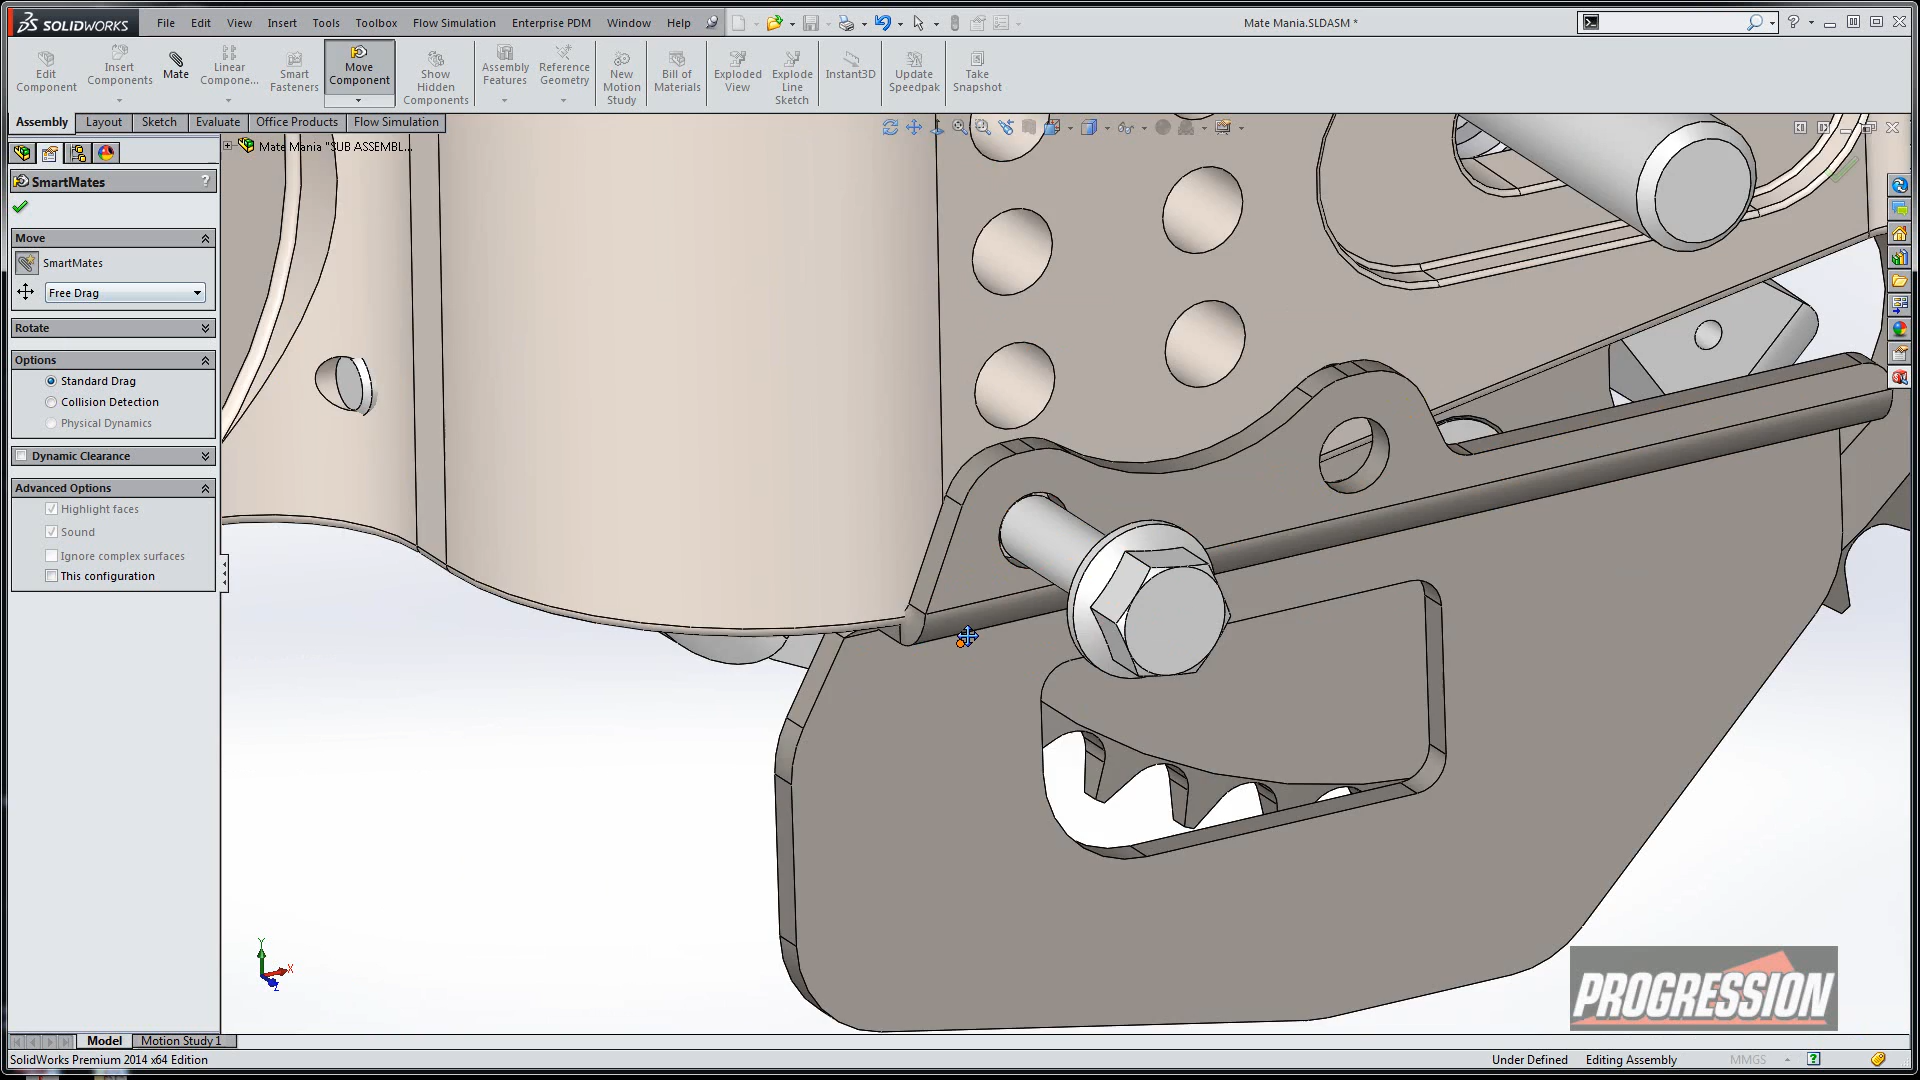 SOLIDWORKS File Edit View Insert Tools Toolbox Flow Simulation Enterprise PDM Window Help Mate Mania.SLDASM *
Edit Component
Insert Components
Mate
Linear Compone...
Smart Fasteners
Move Component
Show Hidden Components
Assembly Features
Reference Geometry
New Motion Study
Bill of Materials
Exploded View
Explode Line Sketch
Instant3D
Update Speedpak
Take Snapshot
Assembly Layout Sketch Evaluate Office Products Flow Simulation
Mate Mania "SUB ASSEMBL...
SmartMates ?
Move
SmartMates
Free Drag
Rotate
Options
Standard Drag
Collision Detection
Physical Dynamics
Dynamic Clearance
Advanced Options
Highlight faces
Sound
Ignore complex surfaces
This configuration
Y
X
Z
PROGRESSION
Model Motion Study 1
SolidWorks Premium 2014 x64 Edition Under Defined Editing Assembly MMGS ?